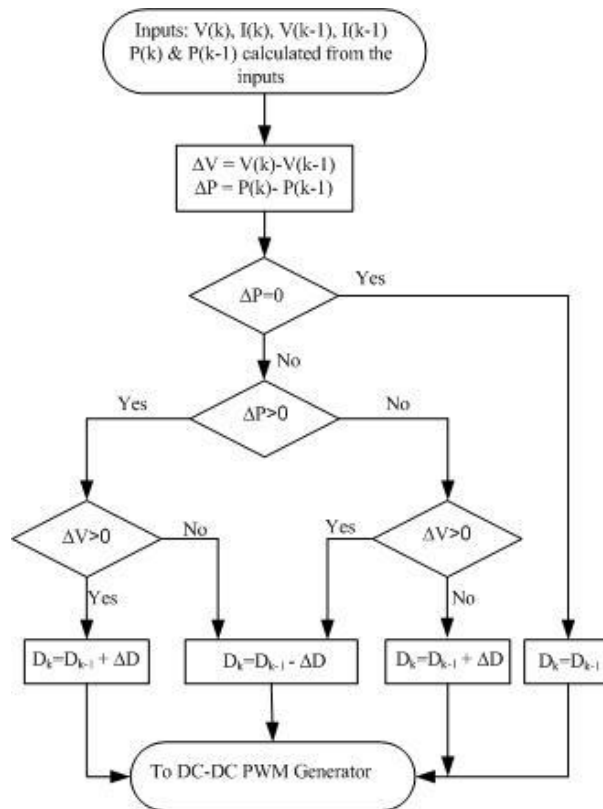 Inputs: V(k), I(k), V(k-1), I(k-1)
P(k) & P(k-1) calculated from the
inputs
ΔV = V(k)-V(k-1)
ΔP = P(k)- P(k-1)
Yes
ΔP=0
No
Yes
ΔP>0
No
ΔV>0
No
Yes
ΔV>0
Yes
No
Dk=Dk-1 + ΔD
Dk=Dk-1 - ΔD
Dk=Dk-1 + ΔD
Dk=Dk-1
To DC-DC PWM Generator